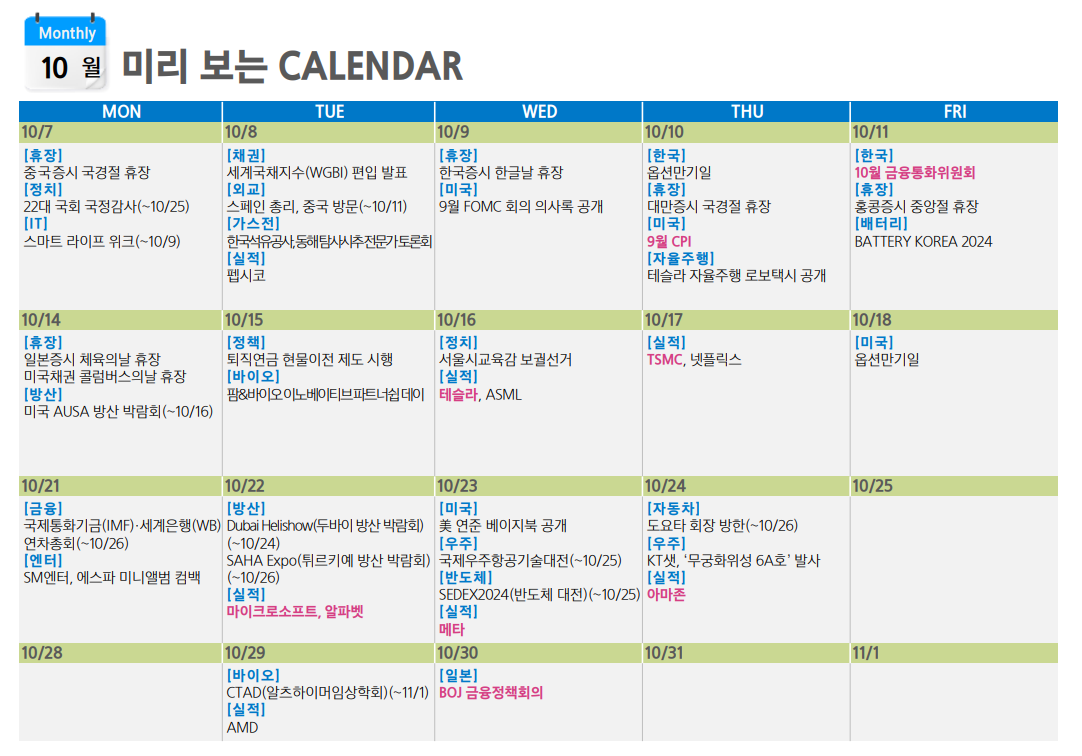 Monthly
10 월
미리 보는 CALENDAR
MON
TUE
WED
THU
FRI
10/7
[휴장]
중국증시 국경절 휴장
[정치]
22대 국회 국정감사(~10/25)
[IT]
스마트 라이프 위크(~10/9)
10/8
[채권]
세계국채지수(WGBI) 편입 발표
[외교]
스페인 총리, 중국 방문(~10/11)
[가스전]
한국석유공사, 동해 탐사시추 전문가 토론회
[실적]
펩시코
10/9
[휴장]
한국증시 한글날 휴장
[미국]
9월 FOMC 회의 의사록 공개
10/10
[한국]
옵션만기일
[휴장]
대만증시 국경절 휴장
[미국]
9월 CPI
[자율주행]
테슬라 자율주행 로보택시 공개
10/11
[한국]
10월 금융통화위원회
[휴장]
홍콩증시 중앙절 휴장
[배터리]
BATTERY KOREA 2024
10/14
[휴장]
일본증시 체육의날 휴장
미국채권 콜럼버스의날 휴장
[방산]
미국 AUSA 방산 박람회(~10/16)
10/15
[정책]
퇴직연금 현물이전 제도 시행
[바이오]
팜&바이오 이노베이티브 파트너쉽 데이
10/16
[정치]
서울시교육감 보궐선거
[실적]
테슬라, ASML
10/17
[실적]
TSMC, 넷플릭스
10/18
[미국]
옵션만기일
10/21
[금융]
국제통화기금(IMF)·세계은행(WB)
연차총회(~10/26)
[엔터]
SM엔터, 에스파 미니앨범 컴백
10/22
[방산]
Dubai Helishow(두바이 방산 박람회)
(~10/24)
SAHA Expo(튀르키예 방산 박람회)
(~10/26)
[실적]
마이크로소프트, 알파벳
10/23
[미국]
美 연준 베이지북 공개
[우주]
국제우주항공기술대전(~10/25)
[반도체]
SEDEX2024(반도체 대전)(~10/25)
[실적]
메타
10/24
[자동차]
도요타 회장 방한(~10/26)
[우주]
KT샛, ‘무궁화위성 6A호’ 발사
[실적]
아마존
10/25
10/28
10/29
[바이오]
CTAD(알츠하이머임상학회)(~11/1)
[실적]
AMD
10/30
[일본]
BOJ 금융정책회의
10/31
11/1